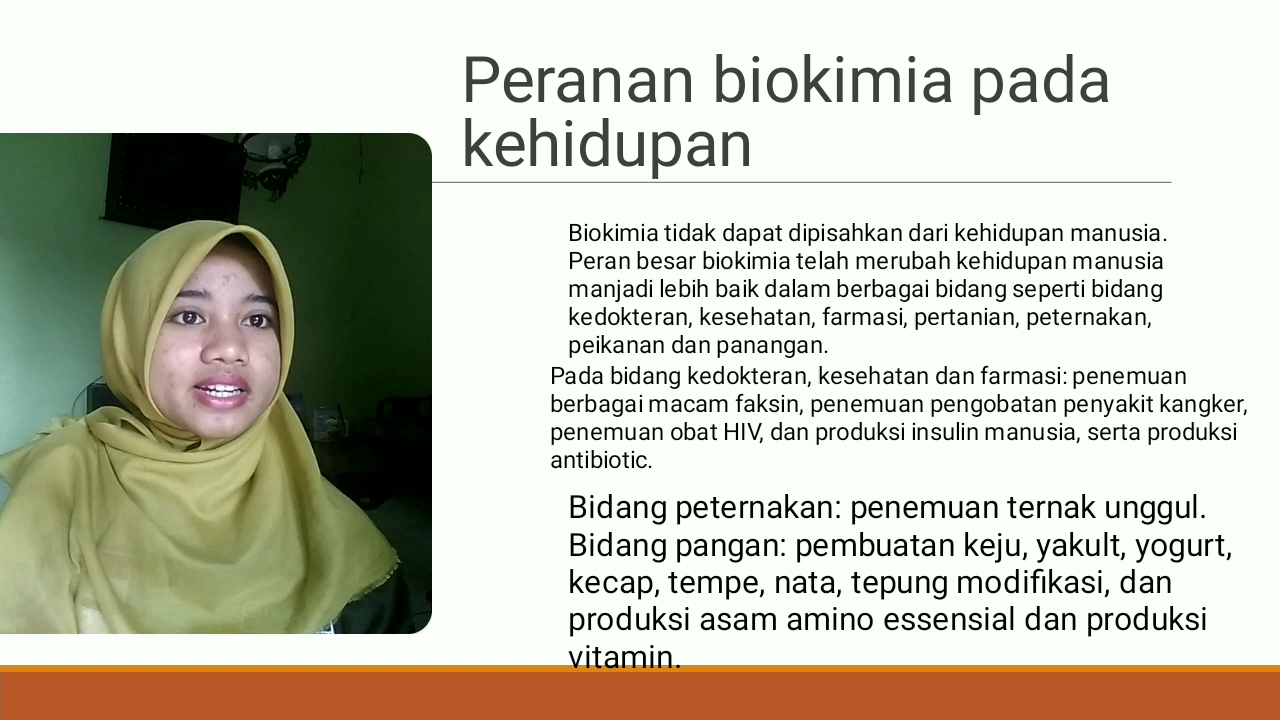 Peranan biokimia pada
kehidupan
Biokimia tidak dapat dipisahkan dari kehidupan manusia.
Peran besar biokimia telah merubah kehidupan manusia
manjadi lebih baik dalam berbagai bidang seperti bidang
kedokteran, kesehatan, farmasi, pertanian, peternakan,
peikanan dan panangan.
Pada bidang kedokteran, kesehatan dan farmasi: penemuan
berbagai macam faksin, penemuan pengobatan penyakit kangker,
penemuan obat HIV, dan produksi insulin manusia, serta produksi
antibiotic.
Bidang peternakan: penemuan ternak unggul.
Bidang pangan: pembuatan keju, yakult, yogurt,
kecap, tempe, nata, tepung modifikasi, dan
produksi asam amino essensial dan produksi
vitamin.